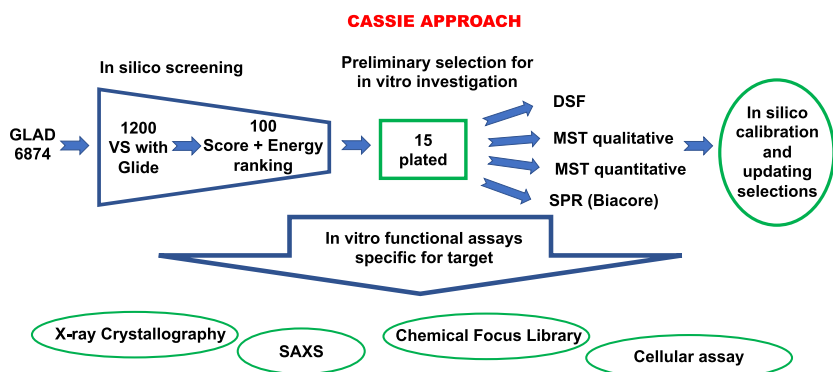 CASSIE APPROACH
In silico screening
GLAD
6874
1200
VS with
Glide
100
Score + Energy
ranking
Preliminary selection for
in vitro investigation
15
plated
DSF
MST qualitative
MST quantitative
SPR (Biacore)
In silico
calibration
and
updating
selections
In vitro functional assays
specific for target
X-ray Crystallography
SAXS
Chemical Focus Library
Cellular assay